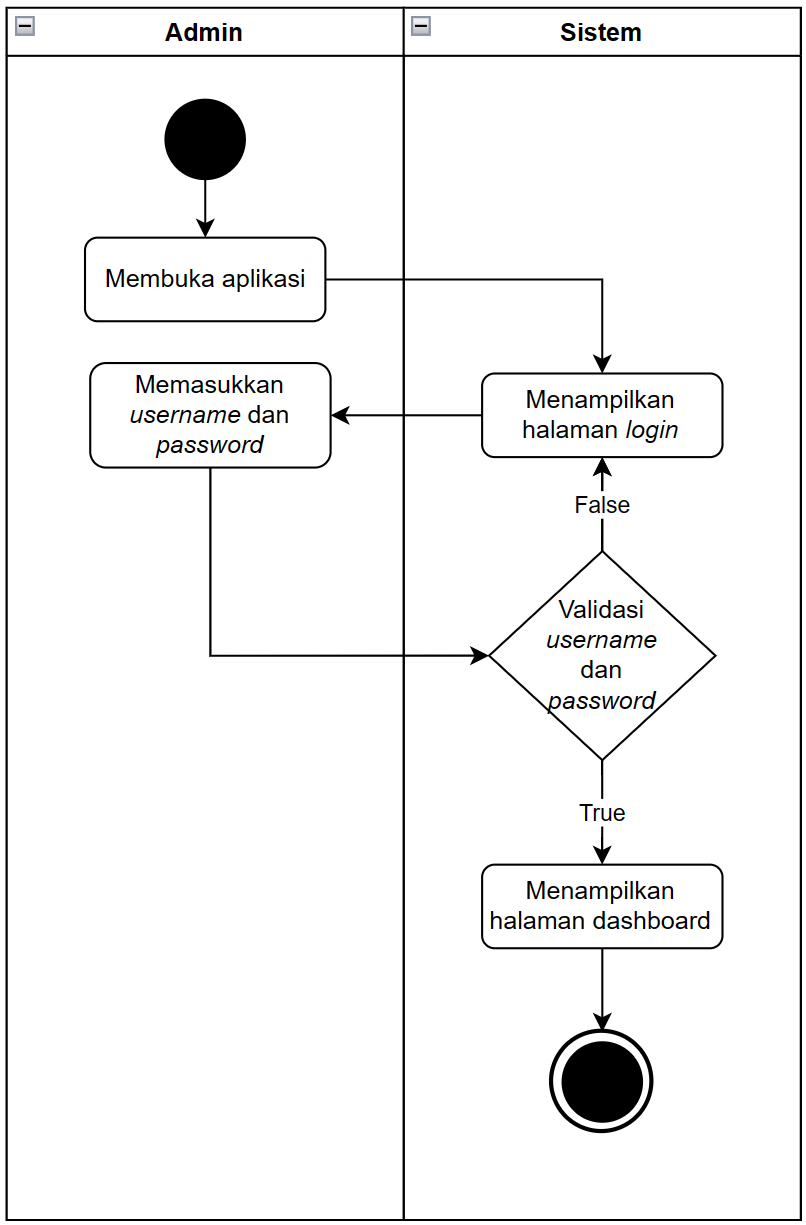 Admin
Sistem
Membuka aplikasi
Menampilkan
halaman login
Memasukkan
username dan
password
False
Validasi
username
dan
password
True
Menampilkan
halaman dashboard